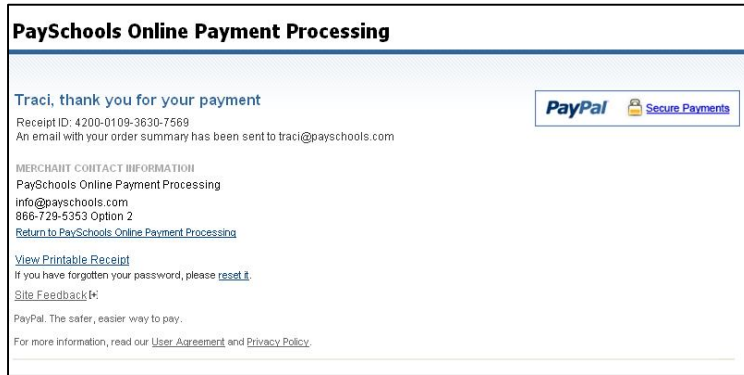 PaySchools Online Payment Processing
Traci, thank you for your payment
PayPal Secure Payments
Receipt ID: 4200-0109-3630-7569
An email with your order summary has been sent to traci@payschools.com
MERCHANT CONTACT INFORMATION
PaySchools Online Payment Processing
info@payschools.com
866-729-5353 Option 2
Return to PaySchools Online Payment Processing
View Printable Receipt
If you have forgotten your password, please reset it.
Site Feedback [+]
PayPal. The safer, easier way to pay.
For more information, read our User Agreement and Privacy Policy.